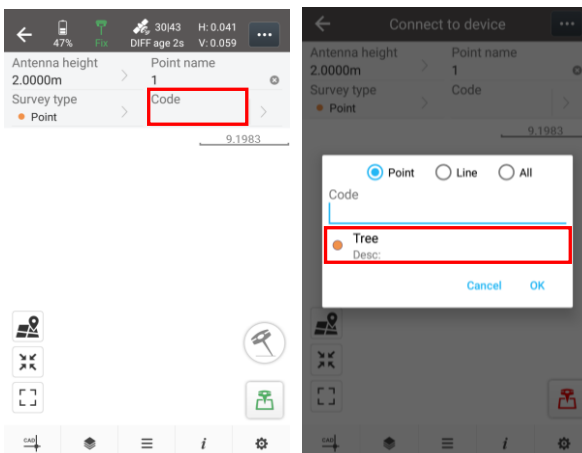 30|43 H: 0.041
47% Fix DIFF age 2s V: 0.059
Antenna height Point name
2.0000m 1
Survey type Code
Point
9.1983
CAD
i
Connect to device
Antenna height Point name
2.0000m 1
Survey type Code
Point
9.1983
Point Line All
Code
Tree
Desc:
Cancel OK
CAD
i